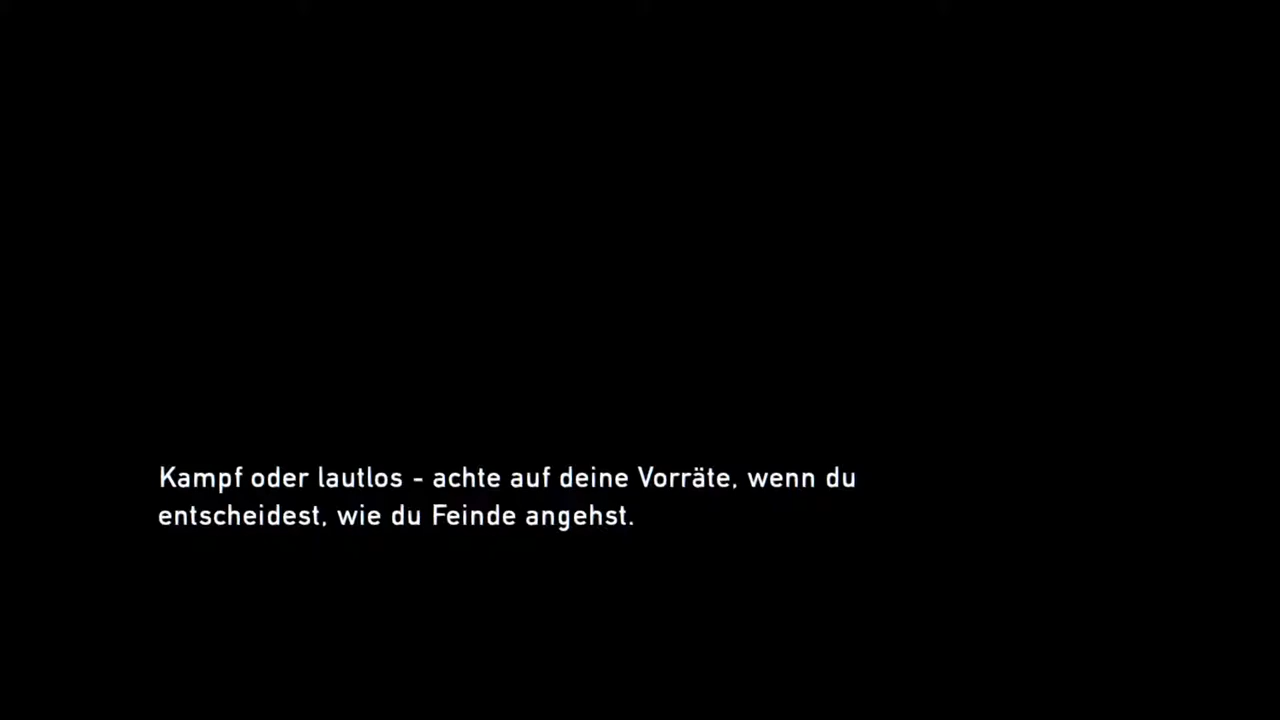 Kampf oder lautlos - achte auf deine Vorräte, wenn du
entscheidest, wie du Feinde angehst.